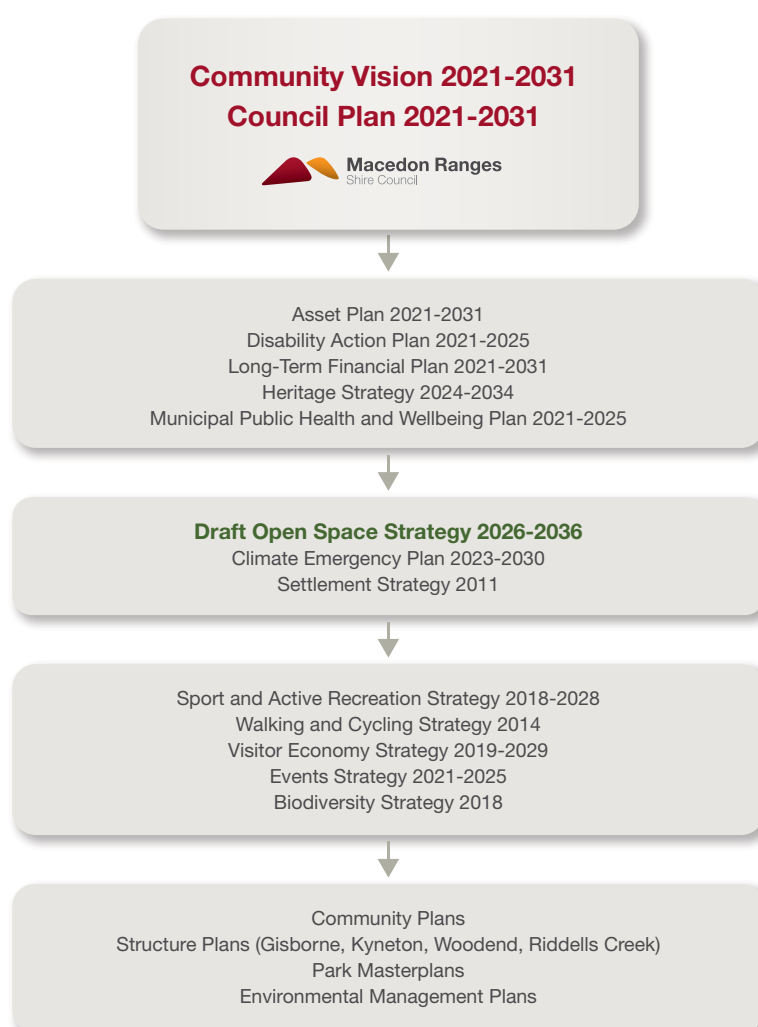 Community Vision 2021-2031
Council Plan 2021-2031
Macedon Ranges
Shire Council
Asset Plan 2021-2031
Disability Action Plan 2021-2025
Long-Term Financial Plan 2021-2031
Heritage Strategy 2024-2034
Municipal Public Health and Wellbeing Plan 2021-2025
Draft Open Space Strategy 2026-2036
Climate Emergency Plan 2023-2030
Settlement Strategy 2011
Sport and Active Recreation Strategy 2018-2028
Walking and Cycling Strategy 2014
Visitor Economy Strategy 2019-2029
Events Strategy 2021-2025
Biodiversity Strategy 2018
Community Plans
Structure Plans (Gisborne, Kyneton, Woodend, Riddells Creek)
Park Masterplans
Environmental Management Plans